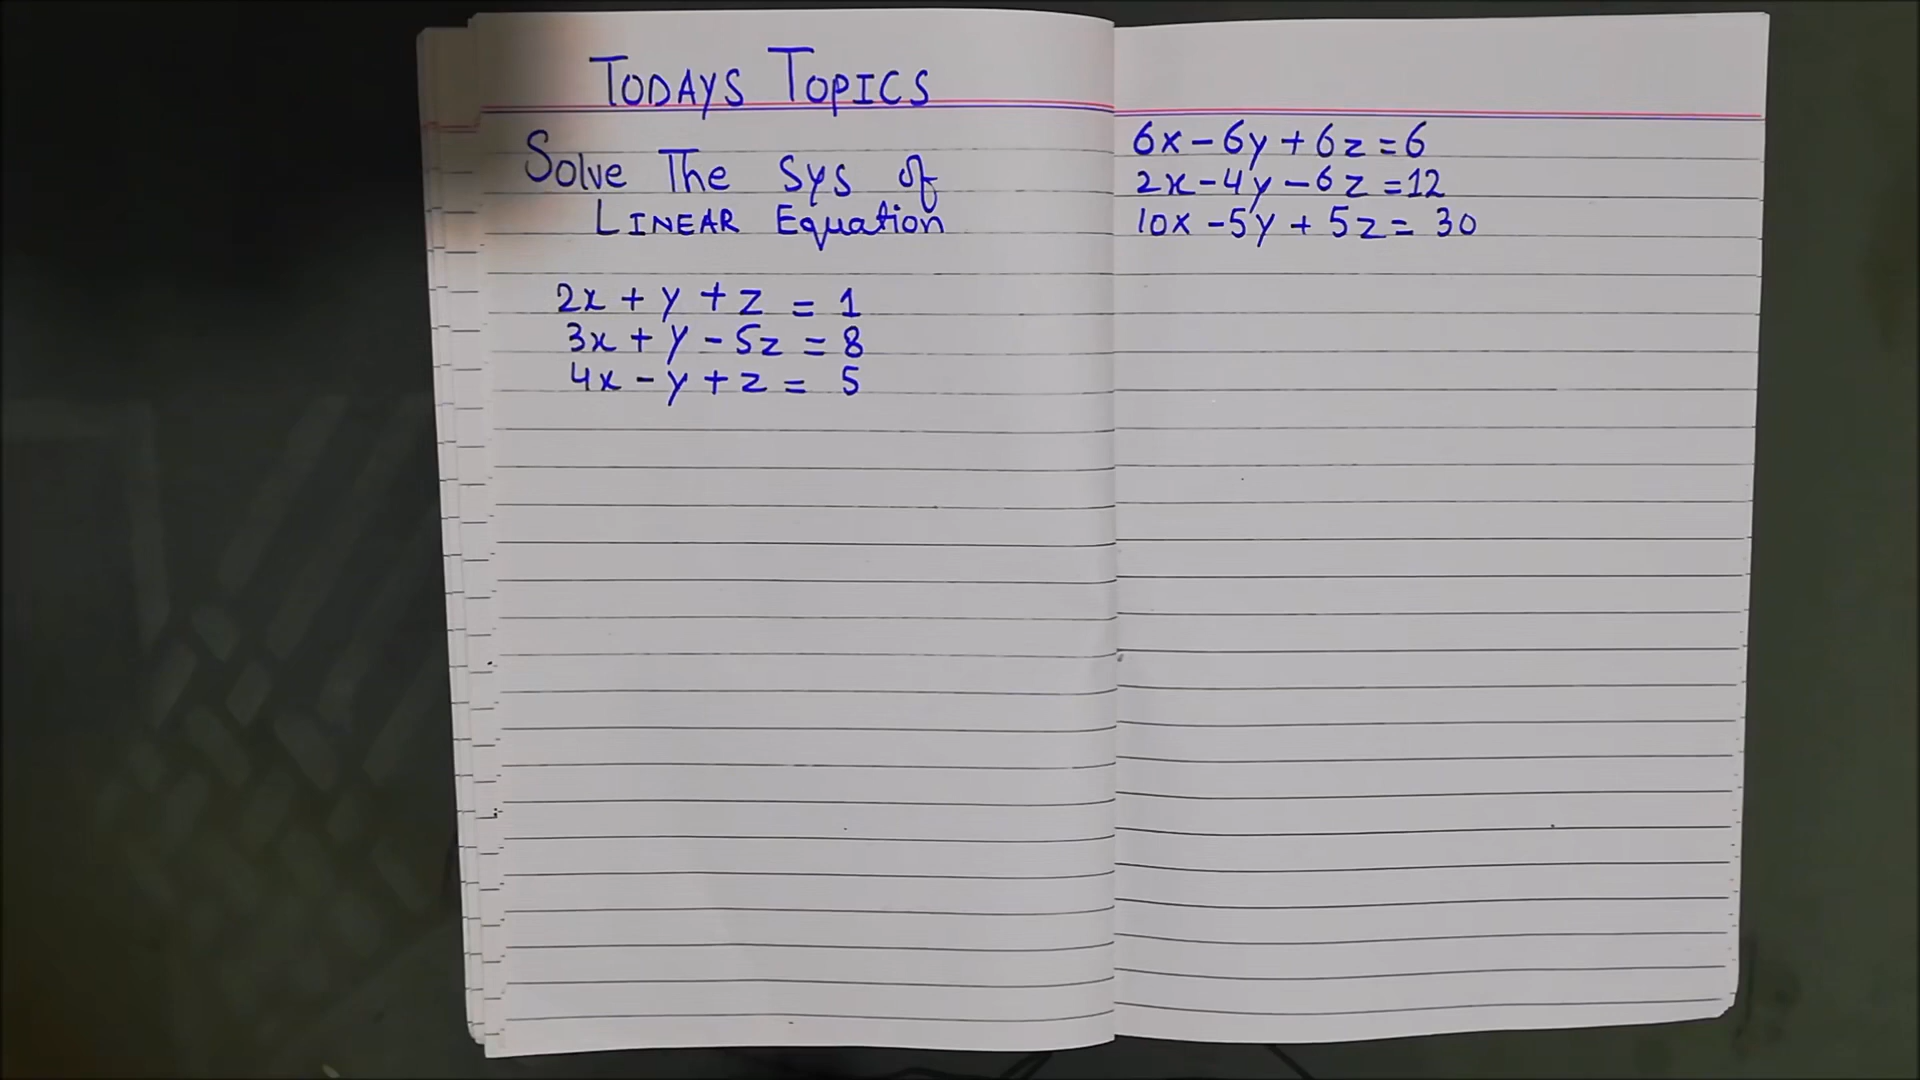 TODAYS TOPICS
Solve The Sys of
LINEAR Equation
2x + y + z = 1
3x + y - 5z = 8
4x - y + z = 5
6x - 6y + 6z = 6
2x - 4y - 6z = 12
10x - 5y + 5z = 30